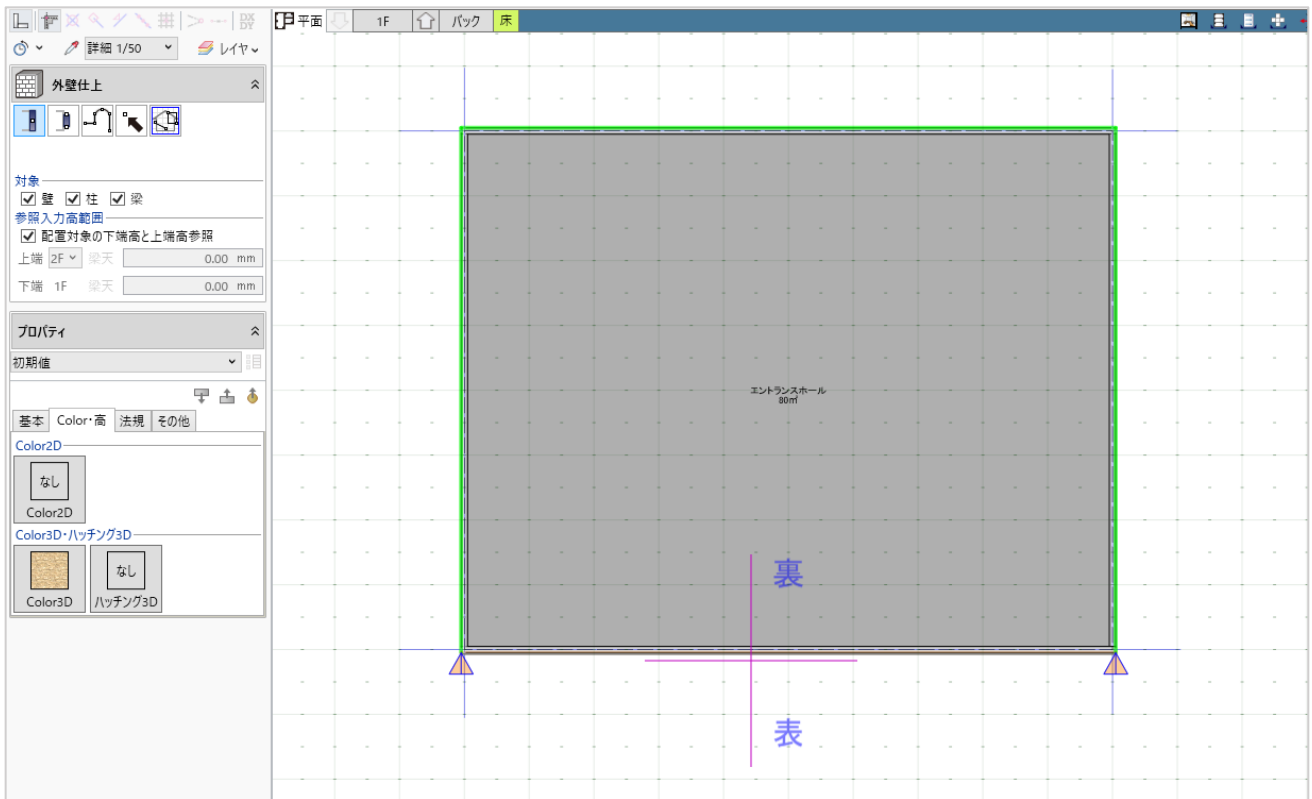 平面 1F バック 床
詳細 1/50 レイヤ
外壁仕上
対象
壁 柱 梁
参照入力高範囲
配置対象の下端高と上端高参照
上端 2F 梁天 0.00 mm
下端 1F 梁天 0.00 mm
プロパティ
初期値
基本 Color・高 法規 その他
Color2D
なし
Color2D
Color3D・ハッチング3D
なし
Color3D ハッチング3D
エントランスホール
80㎡
裏
表